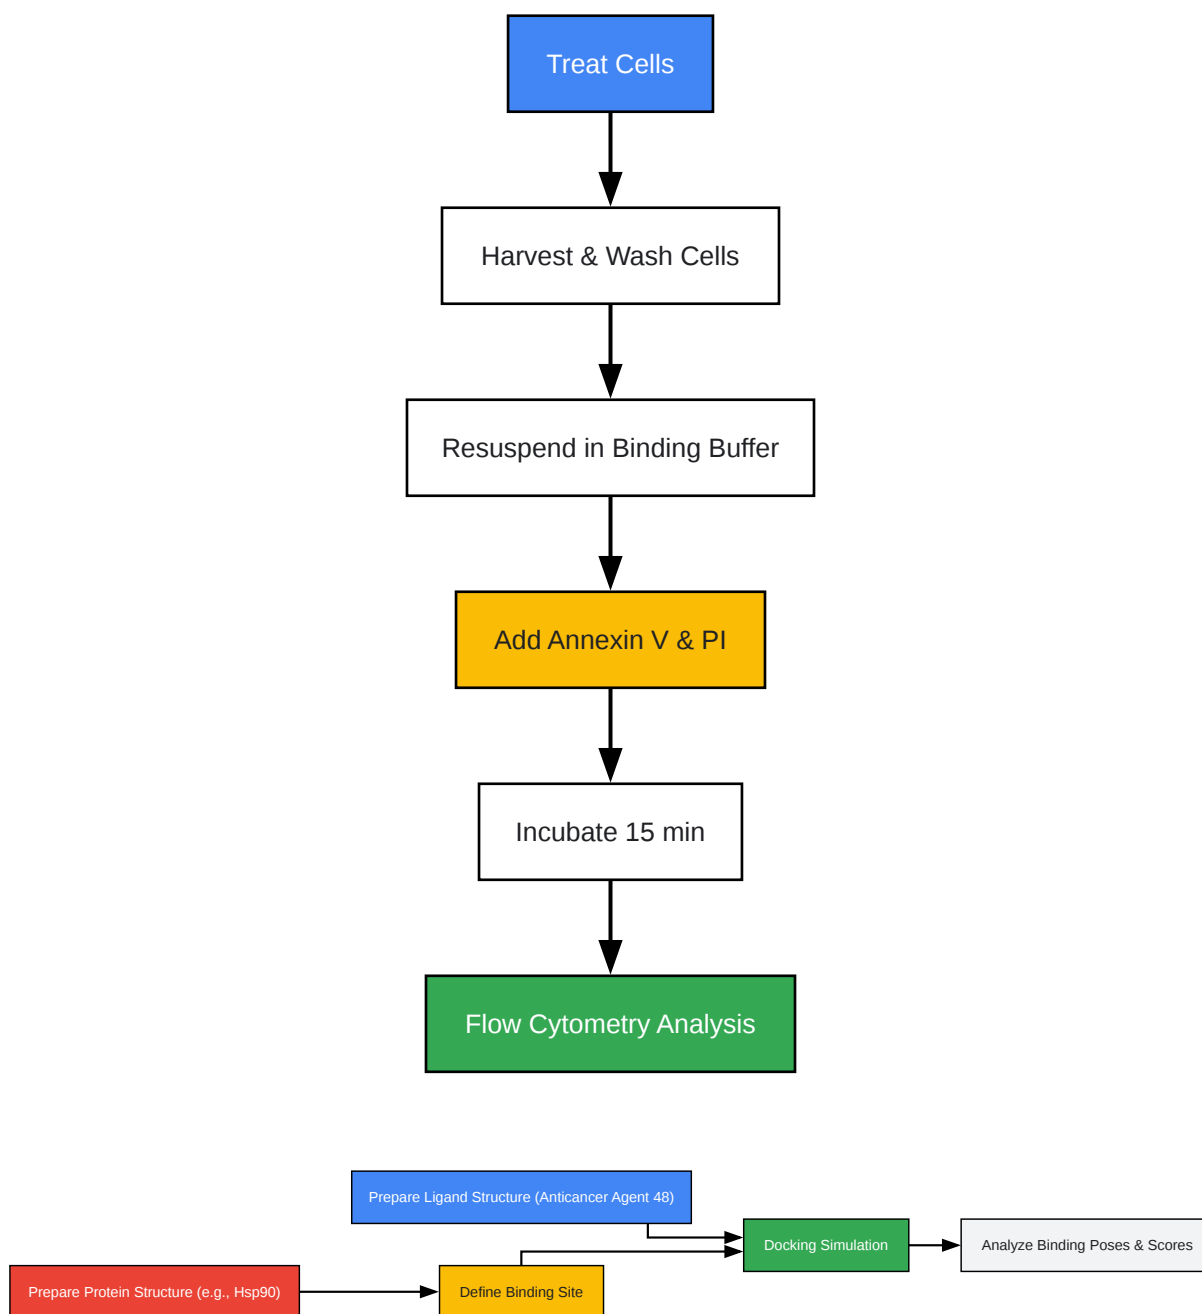 Treat Cells
Harvest & Wash Cells
Resuspend in Binding Buffer
Add Annexin V & PI
Incubate 15 min
Flow Cytometry Analysis
Prepare Ligand Structure (Anticancer Agent 48)
Docking Simulation
Analyze Binding Poses & Scores
Prepare Protein Structure (e.g., Hsp90)
Define Binding Site